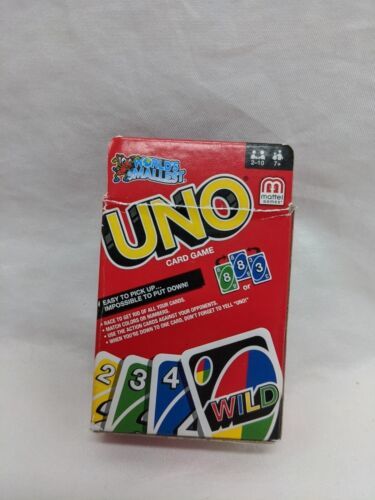 WORLD'S
SMALLEST
2-10
7+
UNO
CARD GAME
mattel
games
EASY TO PICK UP...
IMPOSSIBLE TO PUT DOWN!
8 8 or 3
• RACE TO GET RID OF ALL YOUR CARDS.
• MATCH COLORS OR NUMBERS.
• USE THE ACTION CARDS AGAINST YOUR OPPONENTS.
• WHEN YOU'RE DOWN TO ONE CARD, DON'T FORGET TO YELL "UNO!"
2 3 4
WILD